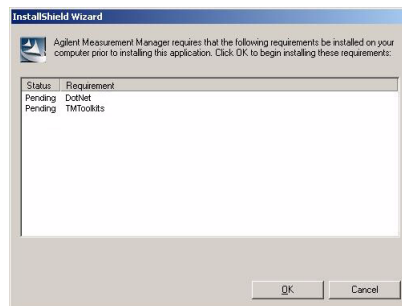 InstallShield Wizard
Agilent Measurement Manager requires that the following requirements be installed on your
computer prior to installing this application. Click OK to begin installing these requirements:
Status Requirement
Pending DotNet
Pending TMToolkits
OK Cancel